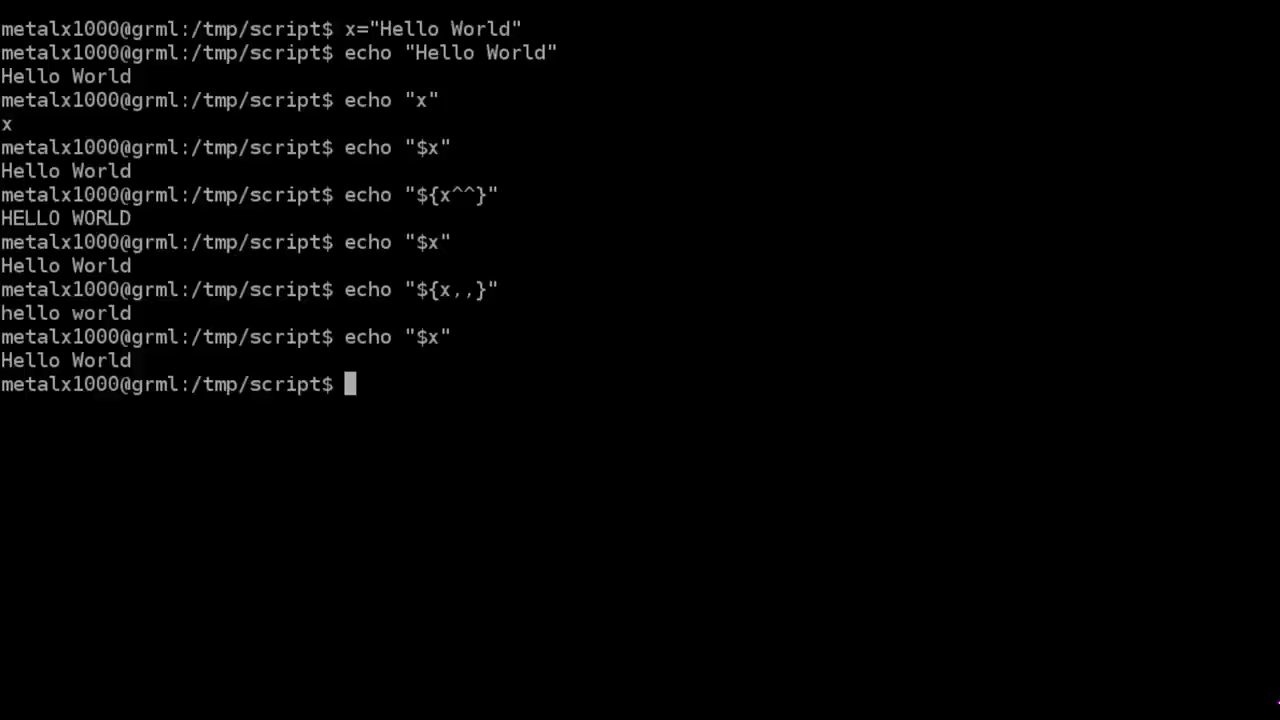 metalx1000@grml:/tmp/script$ x="Hello World"
metalx1000@grml:/tmp/script$ echo "Hello World"
Hello World
metalx1000@grml:/tmp/script$ echo "x"
x
metalx1000@grml:/tmp/script$ echo "$x"
Hello World
metalx1000@grml:/tmp/script$ echo "${x^^}"
HELLO WORLD
metalx1000@grml:/tmp/script$ echo "$x"
Hello World
metalx1000@grml:/tmp/script$ echo "${x,,}"
hello world
metalx1000@grml:/tmp/script$ echo "$x"
Hello World
metalx1000@grml:/tmp/script$